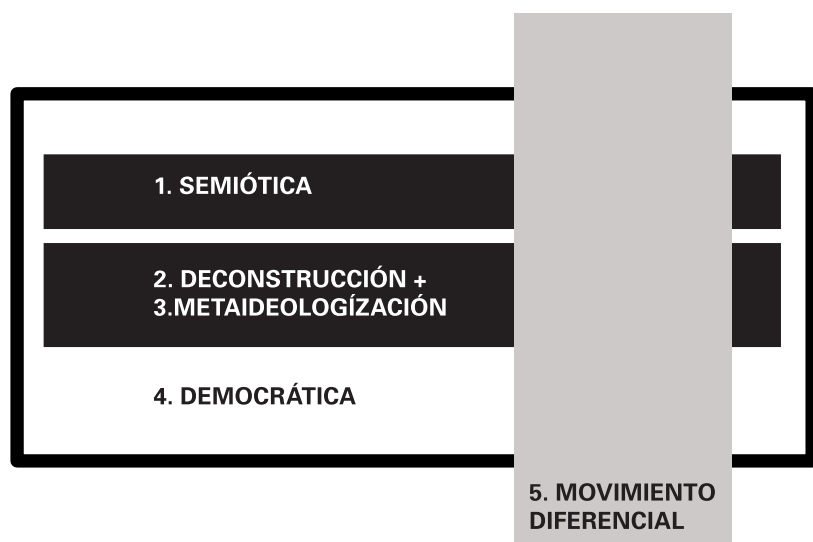 1. SEMIÓTICA
2. DECONSTRUCCIÓN +
3.METAIDEOLOGÍZACIÓN
4. DEMOCRÁTICA
5. MOVIMIENTO
DIFERENCIAL